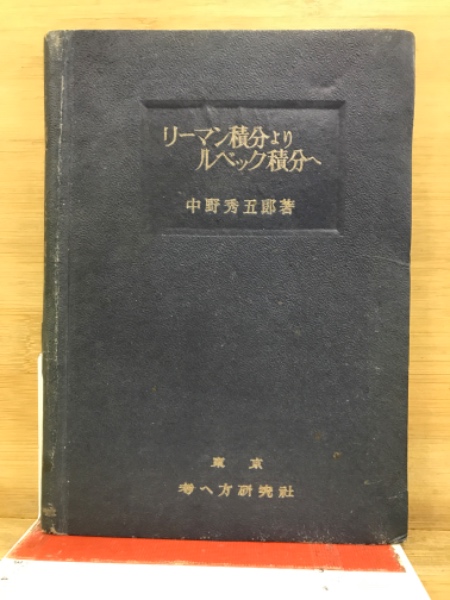 リーマン積分より
ルベック積分へ
中野秀五郎著
東京
考へ方研究社